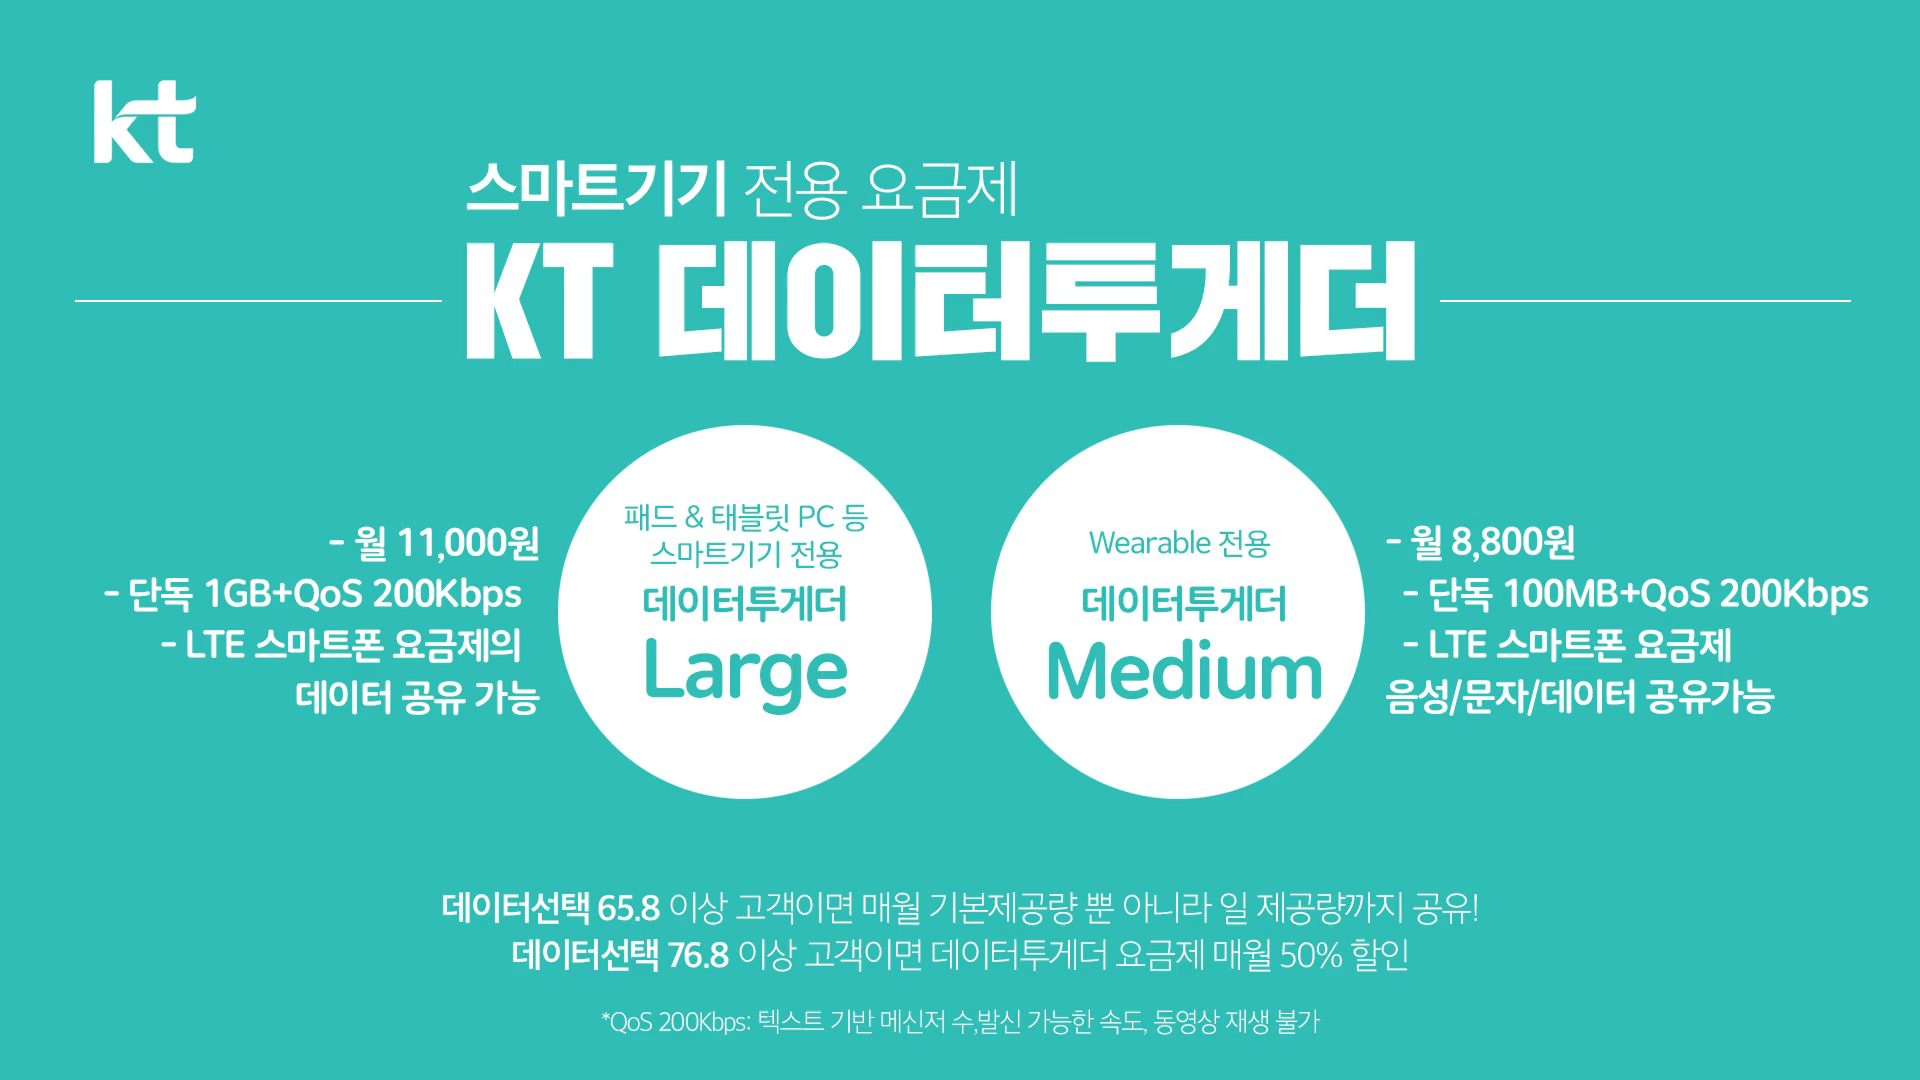 kt
스마트기기 전용 요금제
KT 데이터투게더
- 월 11,000원
- 단독 1GB+QoS 200Kbps
- LTE 스마트폰 요금제의
데이터 공유 가능
패드 & 태블릿 PC 등
스마트기기 전용
데이터투게더
Large
Wearable 전용
데이터투게더
Medium
- 월 8,800원
- 단독 100MB+QoS 200Kbps
- LTE 스마트폰 요금제
음성/문자/데이터 공유가능
데이터선택 65.8 이상 고객이면 매월 기본제공량 뿐 아니라 일 제공량까지 공유!
데이터선택 76.8 이상 고객이면 데이터투게더 요금제 매월 50% 할인
*QoS 200Kbps: 텍스트 기반 메신저 수,발신 가능한 속도, 동영상 재생 불가